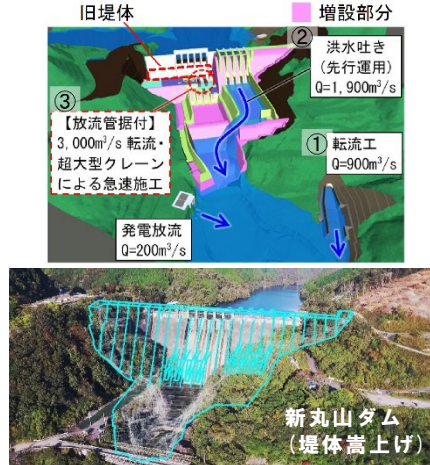 旧堤体
増設部分
②
洪水吐き
(先行運用)
Q=1,900m³/s
③
【放流管据付】
3,000m³/s 転流・
超大型クレーン
による急速施工
①
転流工
Q=900m³/s
発電放流
Q=200m³/s
新丸山ダム
(堤体嵩上げ)